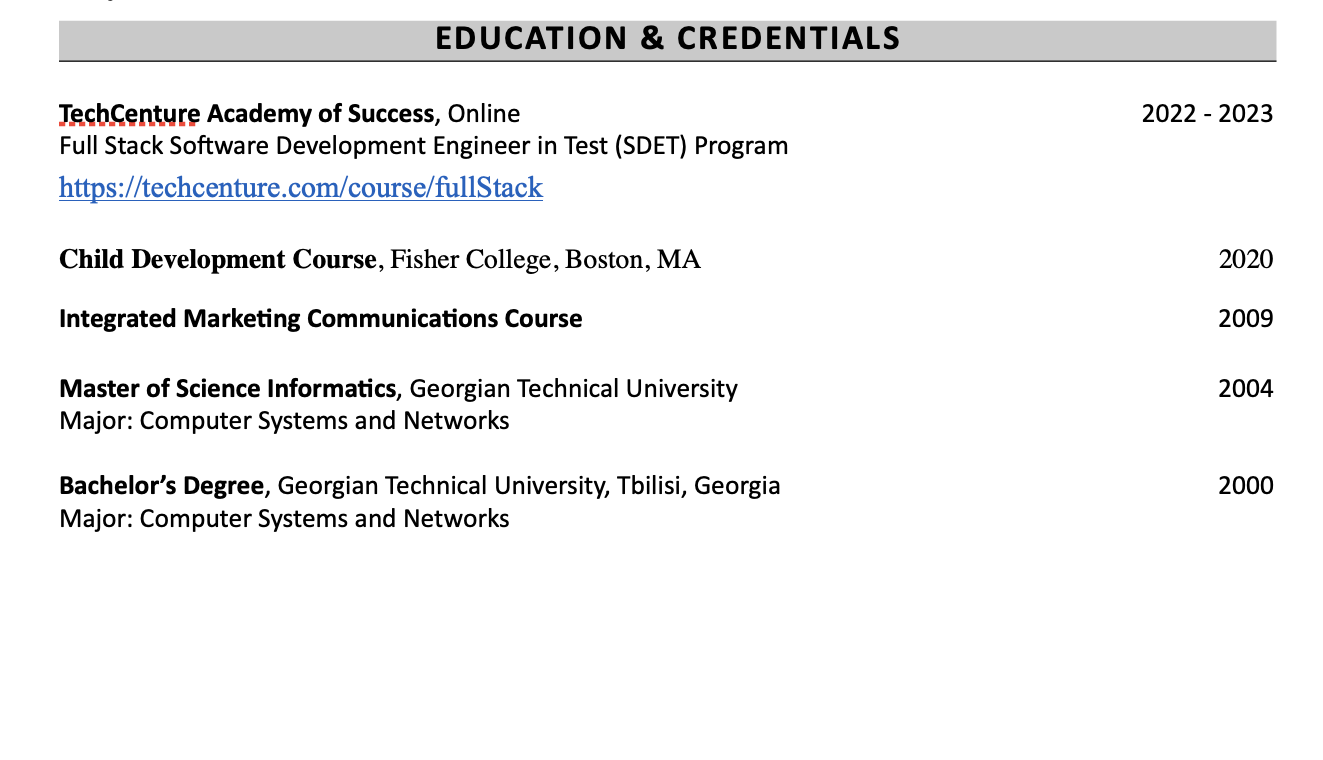 EDUCATION & CREDENTIALS
TechCenture Academy of Success, Online 2022 - 2023
Full Stack Software Development Engineer in Test (SDET) Program
https://techcenture.com/course/fullStack
Child Development Course, Fisher College, Boston, MA 2020
Integrated Marketing Communications Course 2009
Master of Science Informatics, Georgian Technical University 2004
Major: Computer Systems and Networks
Bachelor’s Degree, Georgian Technical University, Tbilisi, Georgia 2000
Major: Computer Systems and Networks